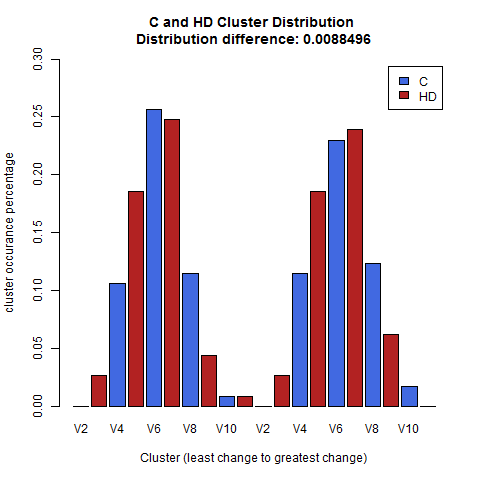 C and HD Cluster Distribution
Distribution difference: 0.0088496
cluster occurance percentage
0.30
0.25
0.20
0.15
0.10
0.05
0.00
C
HD
V2 V4 V6 V8 V10 V2 V4 V6 V8 V10
Cluster (least change to greatest change)